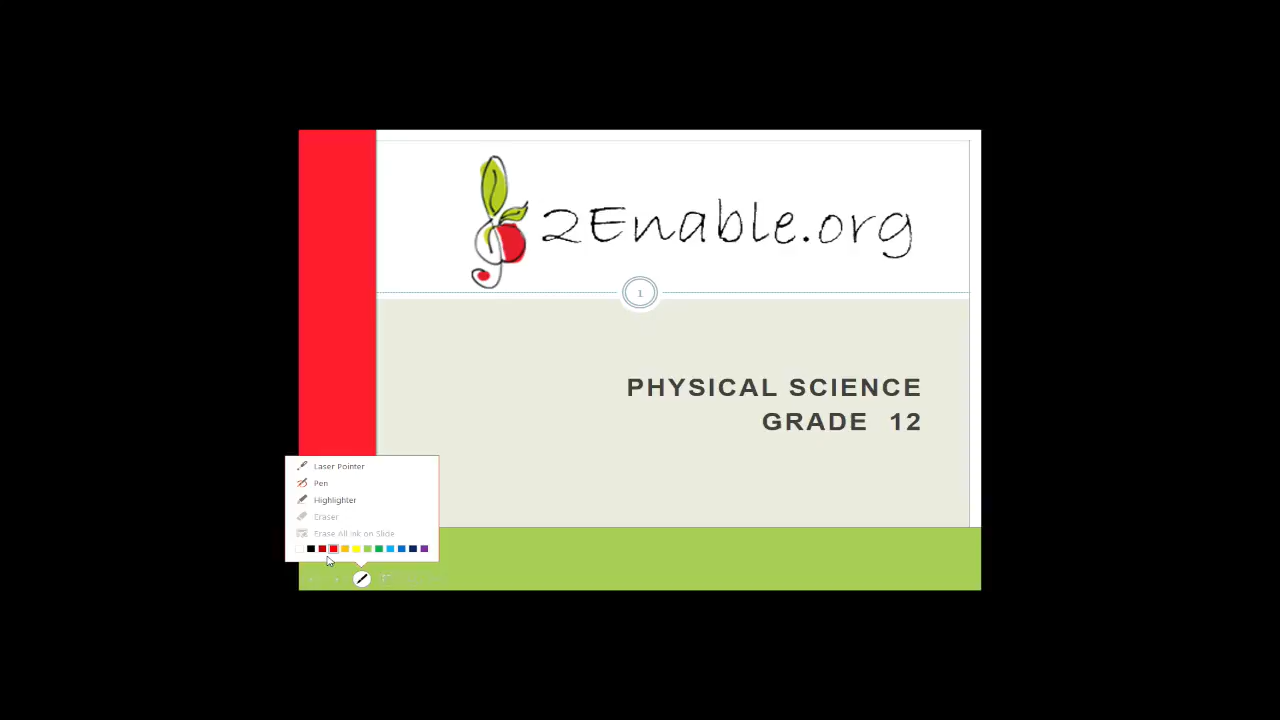 2Enable.org
1
PHYSICAL SCIENCE
GRADE 12
Laser Pointer
Pen
Highlighter
Eraser
Erase All Ink on Slide